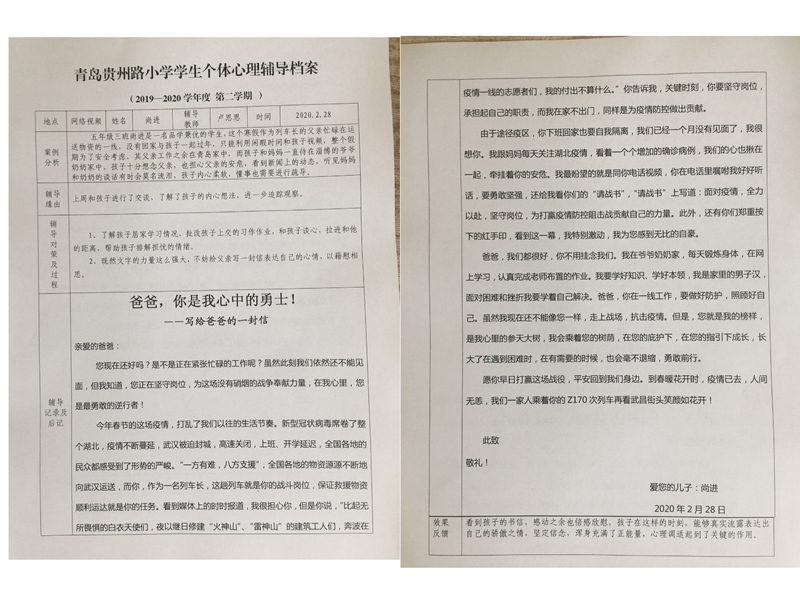 青岛贵州路小学学生个体心理辅导档案
（2019—2020学年度 第二学期 ）
地点 网络视频 姓名 尚进 辅导教师 卢思思 时间 2020.2.28
案例分析
五年级三班尚进是一名品学兼优的学生，这个寒假作为列车长的父亲忙碌在运
送物资的一线，没有回家与孩子一起过年，只能利用闲暇时间和孩子视频，整个假
期为了安全考虑，其父亲工作之余在青岛家中，而孩子和妈妈一直待在淄博的爷爷
奶奶家中，孩子十分想念父亲，也担心父亲的安危，看到新闻上的动态，听见妈妈
和奶奶的谈话有时会莫名流泪，孩子内心柔软，懂事也需要进行疏导。
辅导缘由
上周和孩子进行了交谈，了解了孩子的内心想法，进一步追踪观察。
辅导对策及过程
1、了解孩子居家学习情况，批改孩子上交的习作作业，和孩子谈心，拉进和他
的距离，帮助孩子排解担忧的情绪。
2、既然文字的力量这么强大，不妨给父亲写一封信表达自己的心情，以藉慰相
思。
辅导记录及后记
爸爸，你是我心中的勇士！
——写给爸爸的一封信
亲爱的爸爸：
您现在还好吗？是不是正在紧张忙碌的工作呢？虽然此刻我们依然还不能见
面，但我知道，您正在坚守岗位，为这场没有硝烟的战争奉献力量，在我心里，您
是最勇敢的逆行者！
今年春节的这场疫情，打乱了我们以往的生活节奏。新型冠状病毒席卷了整
个湖北，疫情不断蔓延，武汉被迫封城，高速关闭，上班、开学延迟，全国各地的
民众都感受到了形势的严峻。“一方有难，八方支援”，全国各地的物资源源不断地
向武汉运送，而你，作为一名列车长，这趟列车就是你的战斗岗位，保证救援物资
顺利运达就是你的任务。看到媒体上的时时报道，我很担心你，但是你说，“比起无
所畏惧的白衣天使们，夜以继日修建“火神山”、“雷神山”的建筑工人们，奔波在
疫情一线的志愿者们，我的付出不算什么。”你告诉我，关键时刻，你要坚守岗位，
承担起自己的职责，而我在家不出门，同样是为疫情防控做出贡献。
由于途径疫区，你下班回家也要自我隔离，我们已经一个月没有见面了，我很
想你。我跟妈妈每天关注湖北疫情，看着一个个增加的确诊病例，我们的心也揪在
一起，牵挂着你的安危。我最盼望的就是同你电话视频，你在电话里嘱咐我好好听
话，要勇敢坚强，还给我看你们的“请战书”，“请战书”上写道：面对疫情，全力
以赴，坚守岗位，为打赢疫情防控阻击战贡献自己的力量。此外，还有你们郑重按
下的红手印，看到这一幕，我特别激动，我为您感到无比的自豪。
爸爸，我们都很好，你不用挂念我们。我在爷爷奶奶家，每天锻炼身体，在网
上学习，认真完成老师布置的作业。我要学好知识、学好本领，我是家里的男子汉，
面对困难和挫折我要学着自己解决。爸爸，你在一线工作，要做好防护，照顾好自
己。虽然我现在还不能像您一样，走上战场，抗击疫情。但是，您就是我的榜样，
是我心里的参天大树，我会乘着您的树荫，在您的庇护下，在您的指引下成长，长
大了在遇到困难时，在有需要的时候，也会毫不退缩，勇敢前行。
愿你早日打赢这场战役，平安回到我们身边。到春暖花开时，疫情已去，人间
无恙，我们一家人乘着你的 Z170 次列车再看武昌街头笑颜如花开！
此致
敬礼！
爱您的儿子：尚进
2020 年 2 月 28 日
效果反馈
看到孩子的书信，感动之余也倍感欣慰，孩子在这样的时刻，能够真实流露表达出
自己的骄傲之情，坚定信念，浑身充满了正能量，心理调适起到了关键的作用。